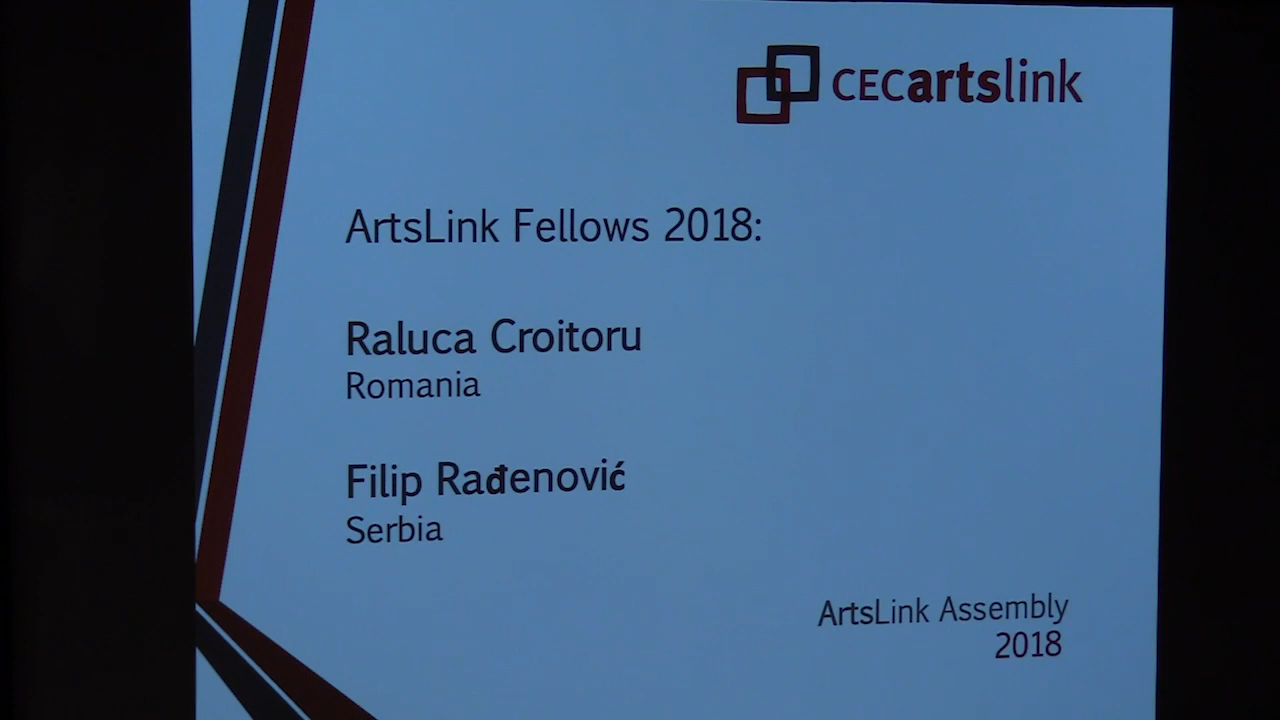 CECartslink
ArtsLink Fellows 2018:
Raluca Croitoru
Romania
Filip Rađenović
Serbia
ArtsLink Assembly
2018